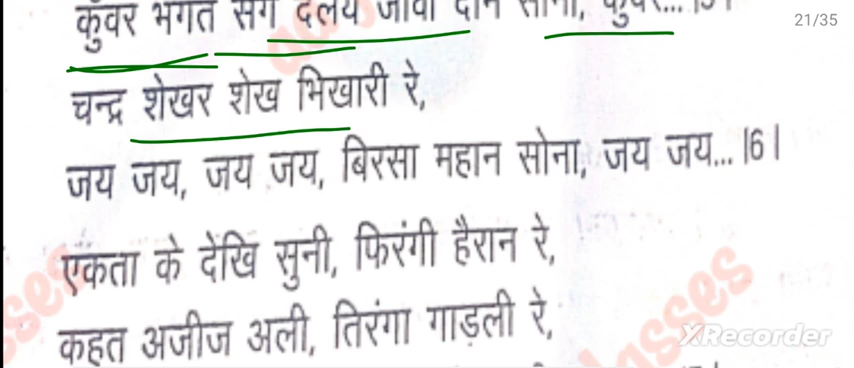 21/35
कुँवर भगत संग दलेय जीवा दान सोना, कुँवर... |5|
चन्द्र शेखर शेख भिखारी रे,
जय जय, जय जय, बिरसा महान सोना, जय जय... |6|
एकता के देखि सुनी, फिरंगी हैरान रे,
कहत अजीज अली, तिरंगा गाड़ली रे,
XRecorder